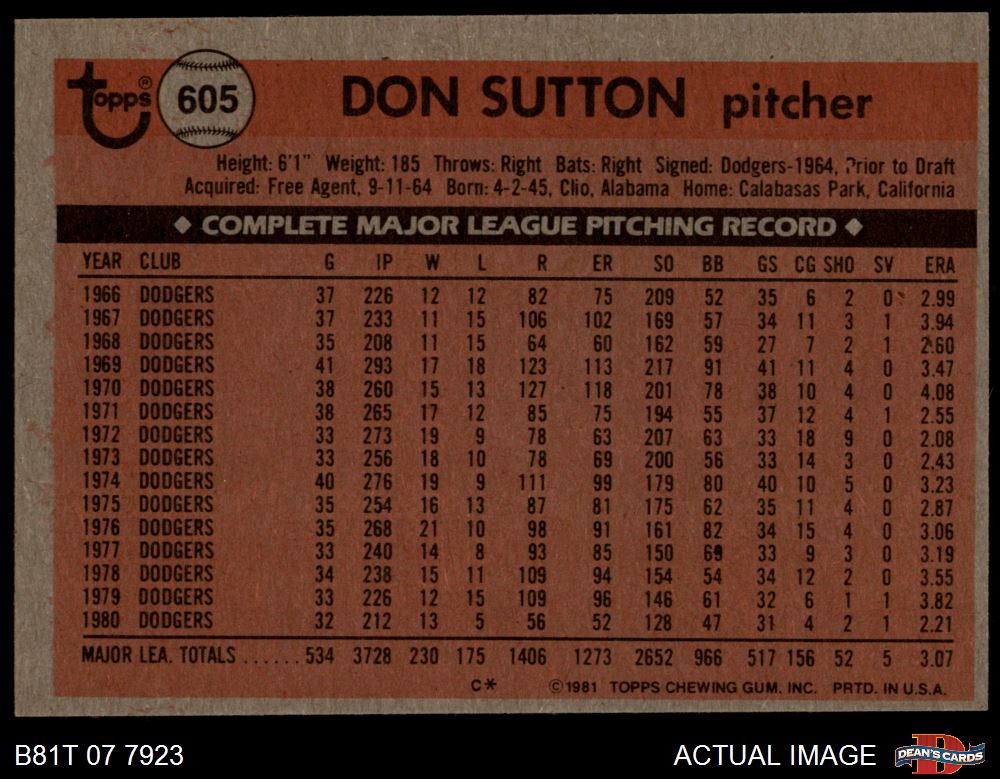 Topps® 605 DON SUTTON pitcher
Height: 6'1" Weight: 185 Throws: Right Bats: Right Signed: Dodgers-1964, Prior to Draft
Acquired: Free Agent, 9-11-64 Born: 4-2-45, Clio, Alabama Home: Calabasas Park, California
◆ COMPLETE MAJOR LEAGUE PITCHING RECORD ◆
YEAR CLUB G IP W L R ER SO BB GS CG SHO SV ERA
1966 DODGERS 37 226 12 12 82 75 209 52 35 6 2 0 2.99
1967 DODGERS 37 233 11 15 106 102 169 57 34 11 3 1 3.94
1968 DODGERS 35 208 11 15 64 60 162 59 27 7 2 1 2.60
1969 DODGERS 41 293 17 18 123 113 217 91 41 11 4 0 3.47
1970 DODGERS 38 260 15 13 127 118 201 78 38 10 4 0 4.08
1971 DODGERS 38 265 17 12 85 75 194 55 37 12 4 1 2.55
1972 DODGERS 33 273 19 9 78 63 207 63 33 18 9 0 2.08
1973 DODGERS 33 256 18 10 78 69 200 56 33 14 3 0 2.43
1974 DODGERS 40 276 19 9 111 99 179 80 40 10 5 0 3.23
1975 DODGERS 35 254 16 13 87 81 175 62 35 11 4 0 2.87
1976 DODGERS 35 268 21 10 98 91 161 82 34 15 4 0 3.06
1977 DODGERS 33 240 14 8 93 85 150 69 33 9 3 0 3.19
1978 DODGERS 34 238 15 11 109 94 154 54 34 12 2 0 3.55
1979 DODGERS 33 226 12 15 109 96 146 61 32 6 1 1 3.82
1980 DODGERS 32 212 13 5 56 52 128 47 31 4 2 1 2.21
MAJOR LEA. TOTALS ......534 3728 230 175 1406 1273 2652 966 517 156 52 5 3.07
C* ©1981 TOPPS CHEWING GUM. INC. PRTD. IN U.S.A.
B81T 07 7923 ACTUAL IMAGE DEAN'S CARDS